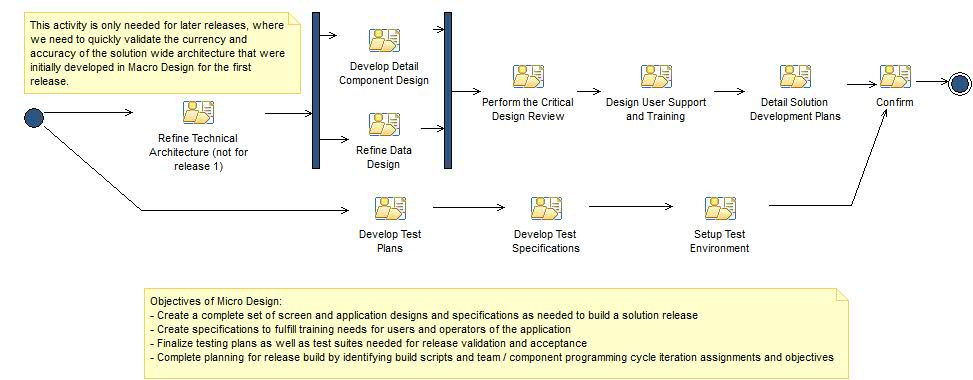 This activity is only needed for later releases, where
we need to quickly validate the currency and
accuracy of the solution wide architecture that were
initially developed in Macro Design for the first
release.
Refine Technical
Architecture (not for
release 1)
Develop Detail
Component Design
Refine Data
Design
Perform the Critical
Design Review
Design User Support
and Training
Detail Solution
Development Plans
Confirm
Develop Test
Plans
Develop Test
Specifications
Setup Test
Environment
Objectives of Micro Design:
- Create a complete set of screen and application designs and specifications as needed to build a solution release
- Create specifications to fulfill training needs for users and operators of the application
- Finalize testing plans as well as test suites needed for release validation and acceptance
- Complete planning for release build by identifying build scripts and team / component programming cycle iteration assignments and objectives